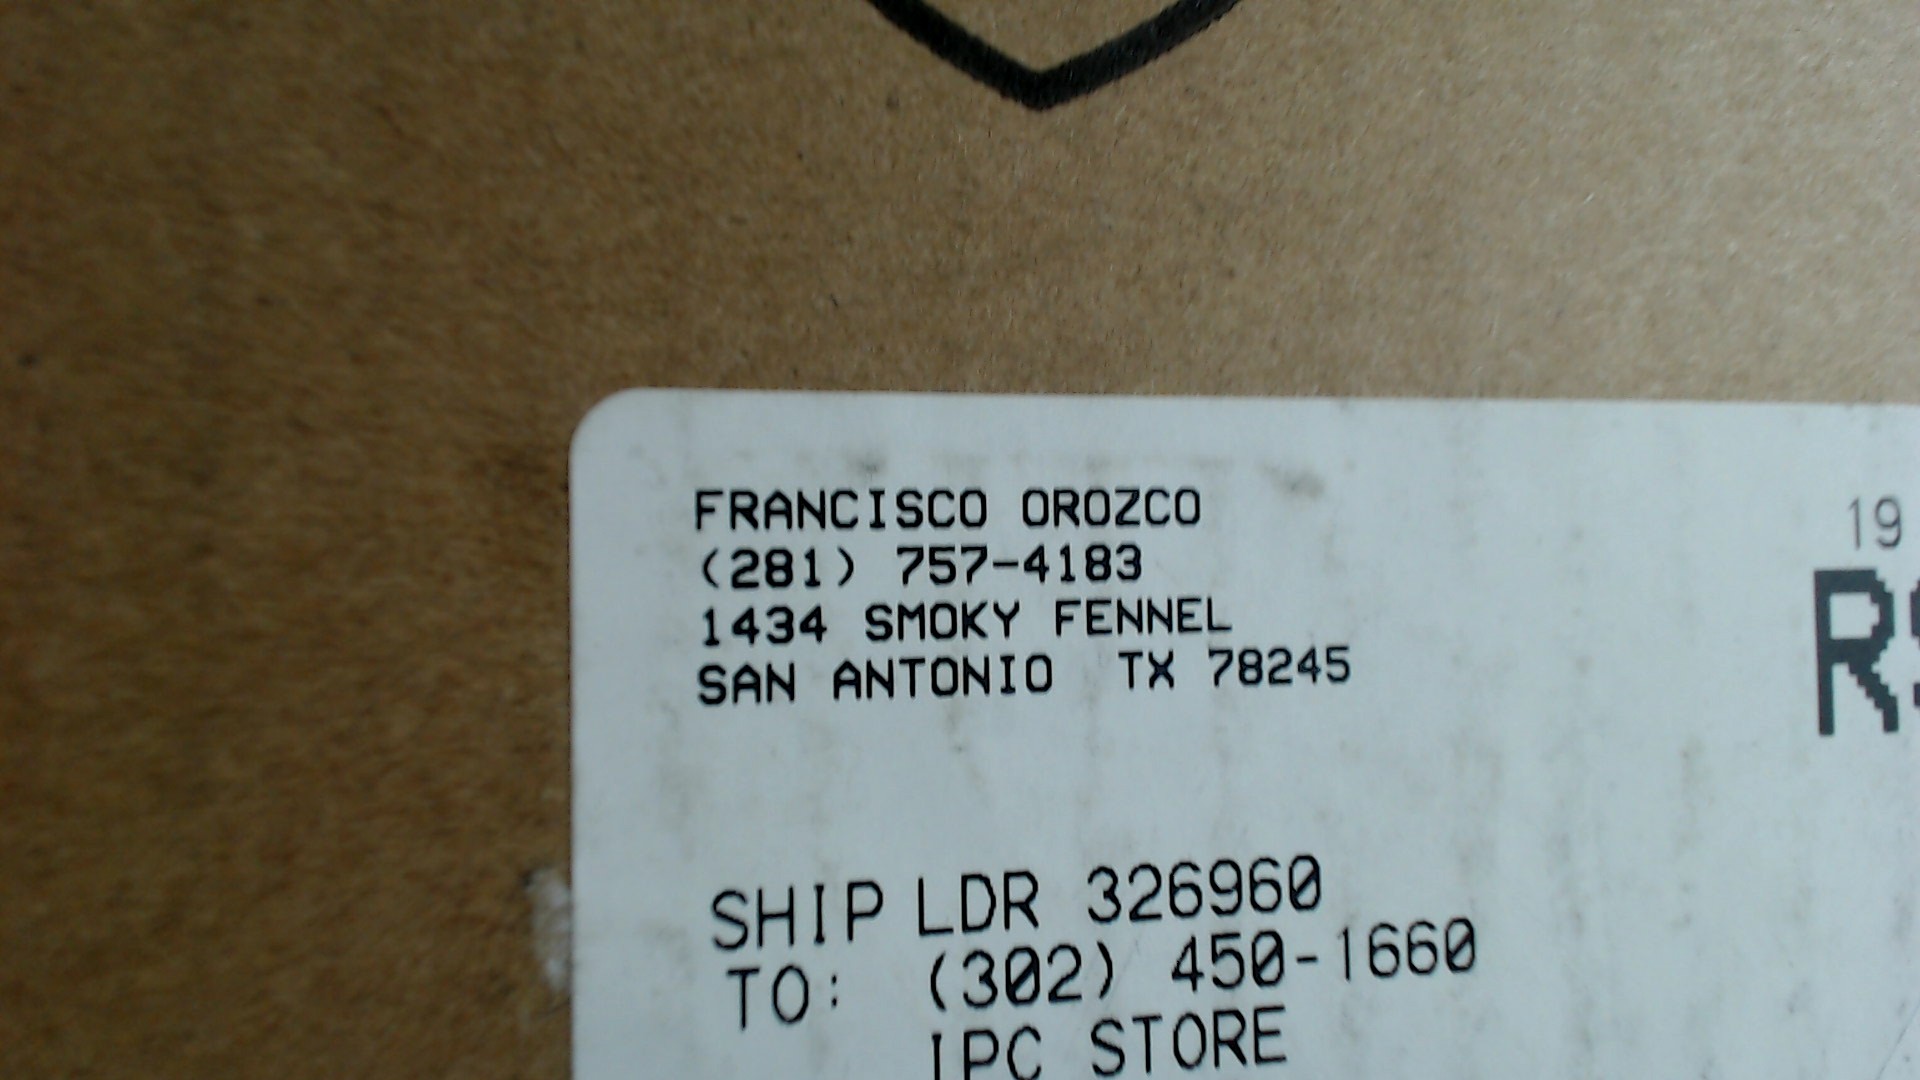 FRANCISCO OROZCO
(281) 757-4183
1434 SMOKY FENNEL
SAN ANTONIO TX 78245
19
SHIP LDR 326960
TO: (302) 450-1660
IPC STORE